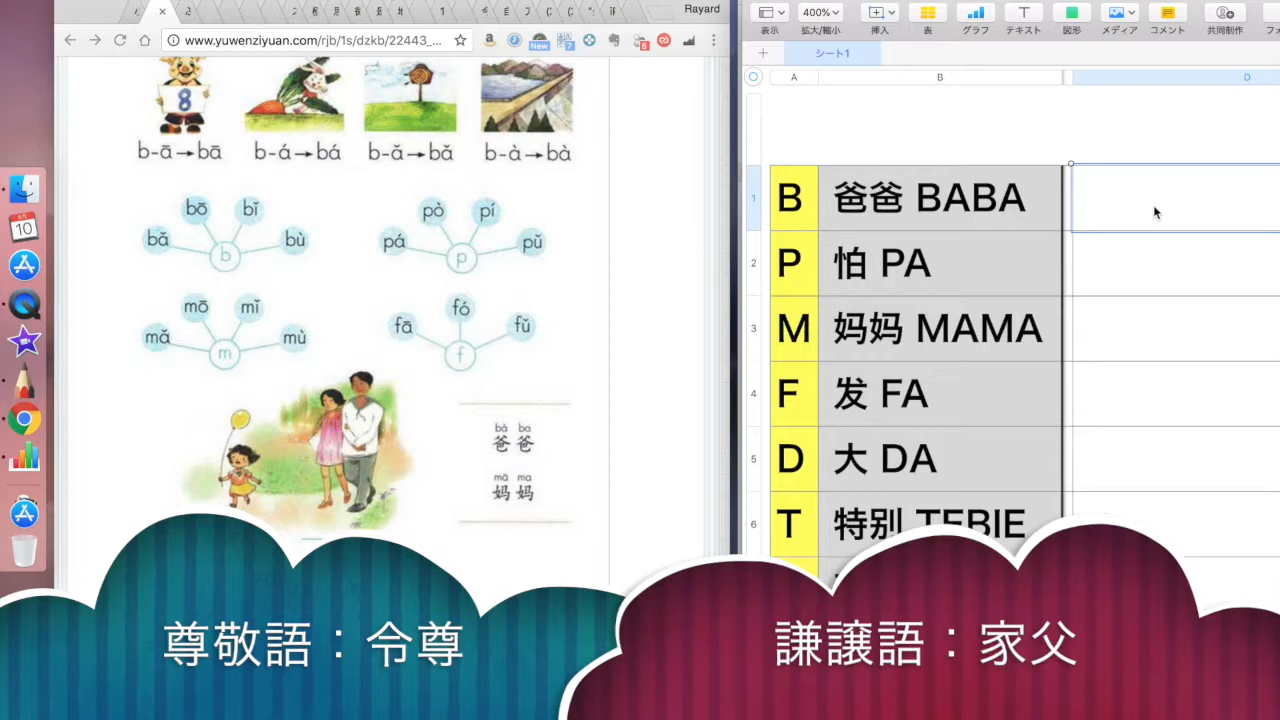 Rayard
www.yuwenziyuan.com/rjb/1s/dzkb/22443_...
New
7
5
10
8
b-ā→bā
b-á→bá
b-ǎ→bǎ
b-à→bà
bǎ
bō
bǐ
bù
b
pá
pò
pí
pǔ
p
mǎ
mō
mǐ
mù
m
fā
fó
fǔ
f
bà ba
爸爸
mā ma
妈妈
400%
表示
拡大/縮小
挿入
表
グラフ
テキスト
図形
メディア
コメント
共同制作
シート1
A
B
D
1
B
爸爸 BABA
2
P
怕 PA
3
M
妈妈 MAMA
4
F
发 FA
5
D
大 DA
6
T
特别 TEBIE
尊敬語：令尊
謙譲語：家父